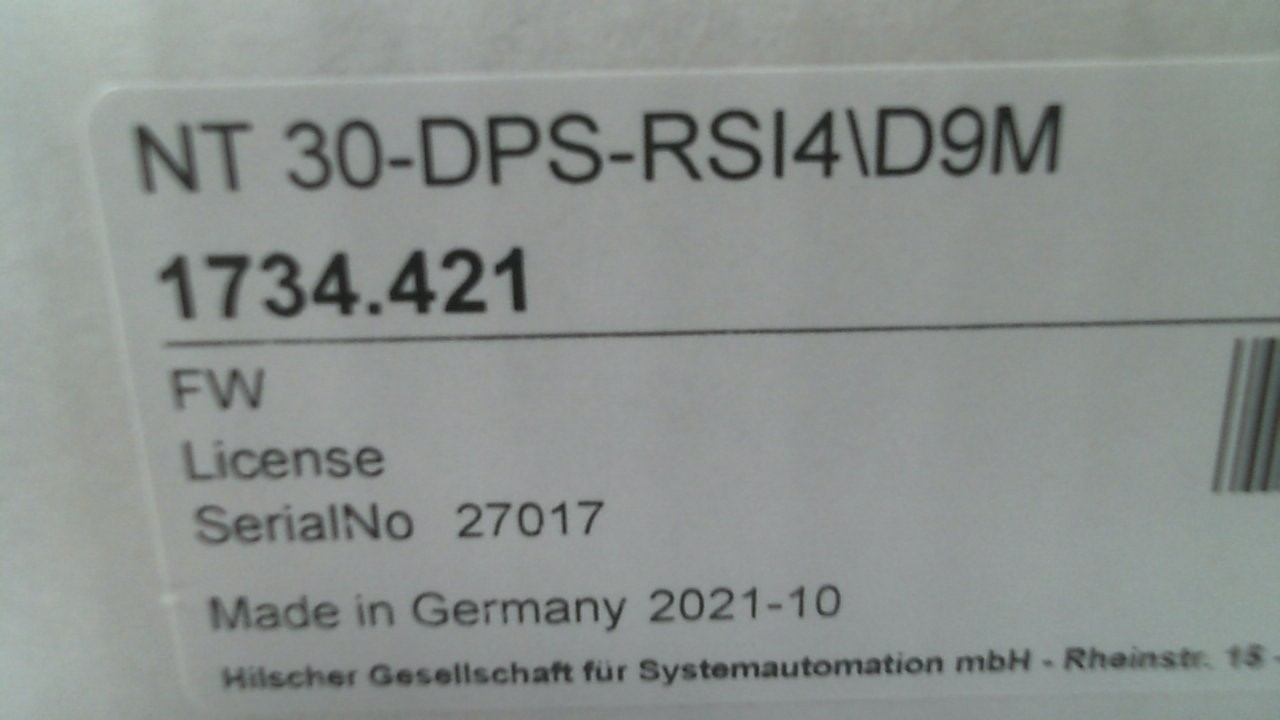 NT 30-DPS-RSI4\D9M
1734.421
FW
License
SerialNo 27017
Made in Germany 2021-10
Hilscher Gesellschaft für Systemautomation mbH - Rheinstr. 15 -